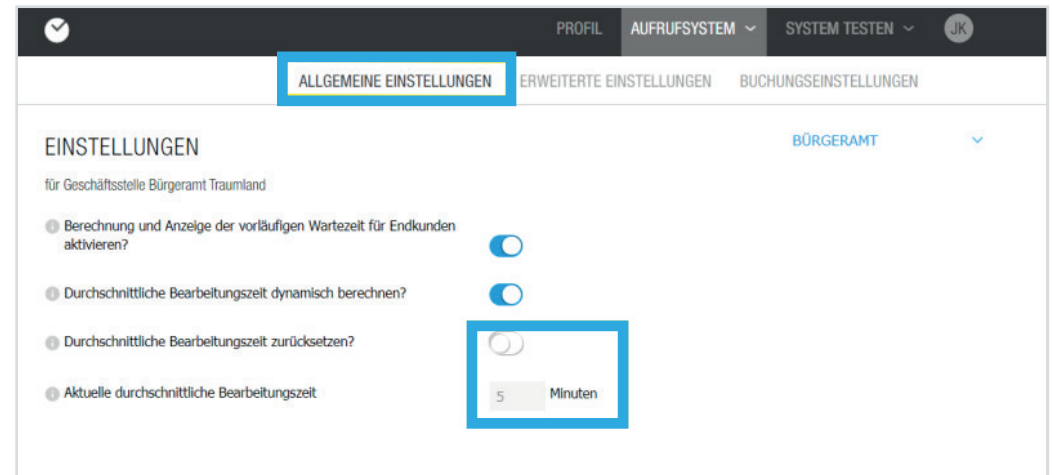 PROFIL AUFRUFSYSTEM SYSTEM TESTEN JK
ALLGEMEINE EINSTELLUNGEN ERWEITERTE EINSTELLUNGEN BUCHUNGSEINSTELLUNGEN
EINSTELLUNGEN BÜRGERAMT
für Geschäftsstelle Bürgeramt Traumland
Berechnung und Anzeige der vorläufigen Wartezeit für Endkunden
aktivieren?
Durchschnittliche Bearbeitungszeit dynamisch berechnen?
Durchschnittliche Bearbeitungszeit zurücksetzen?
Aktuelle durchschnittliche Bearbeitungszeit 5 Minuten